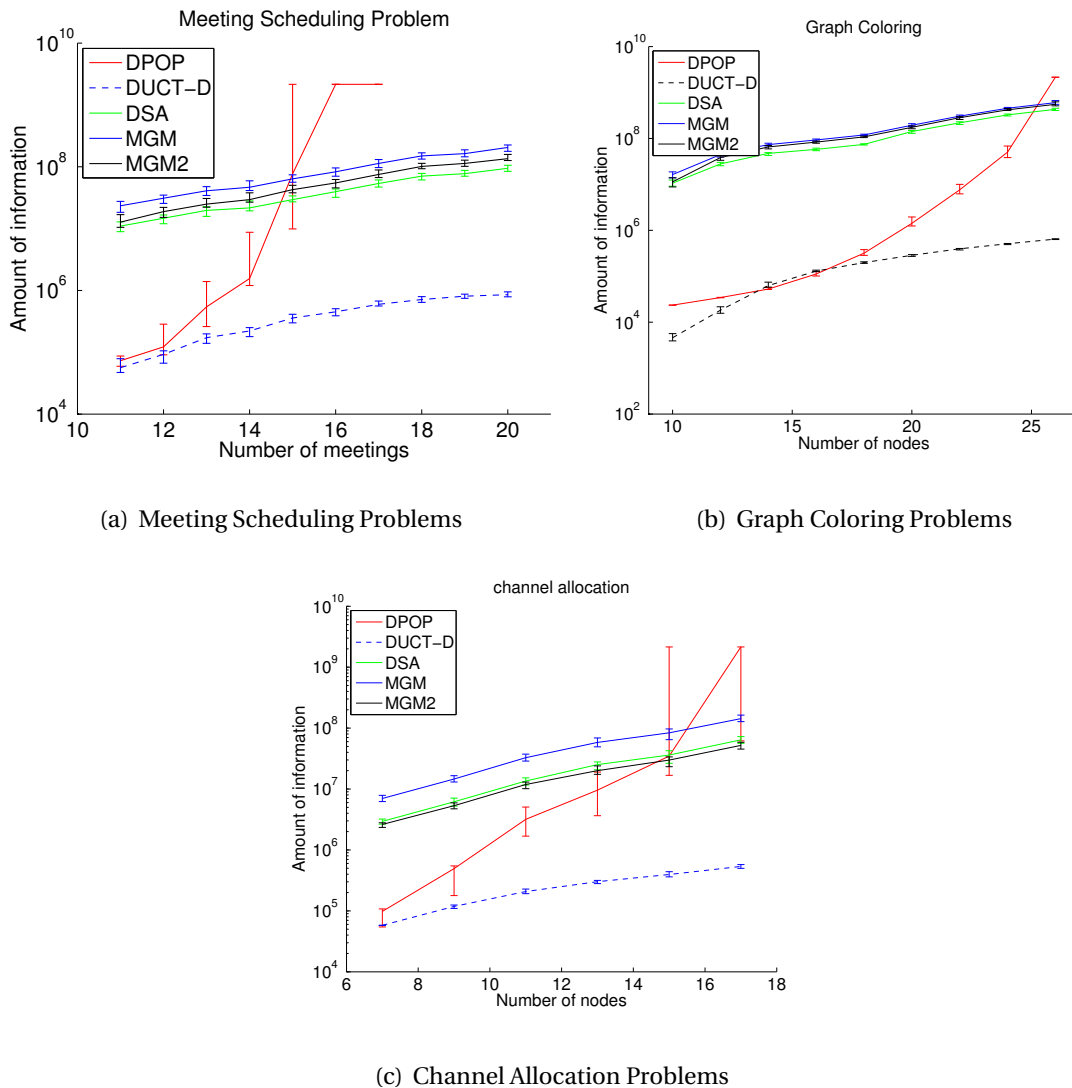 Meeting Scheduling Problem
10^10
10^8
10^6
10^4
Amount of information
DPOP
DUCT-D
DSA
MGM
MGM2
10 12 14 16 18 20
Number of meetings
(a) Meeting Scheduling Problems
Graph Coloring
10^10
10^8
10^6
10^4
10^2
Amount of information
DPOP
DUCT-D
DSA
MGM
MGM2
10 15 20 25
Number of nodes
(b) Graph Coloring Problems
channel allocation
10^10
10^9
10^8
10^7
10^6
10^5
10^4
Amount of information
DPOP
DUCT-D
DSA
MGM
MGM2
6 8 10 12 14 16 18
Number of nodes
(c) Channel Allocation Problems